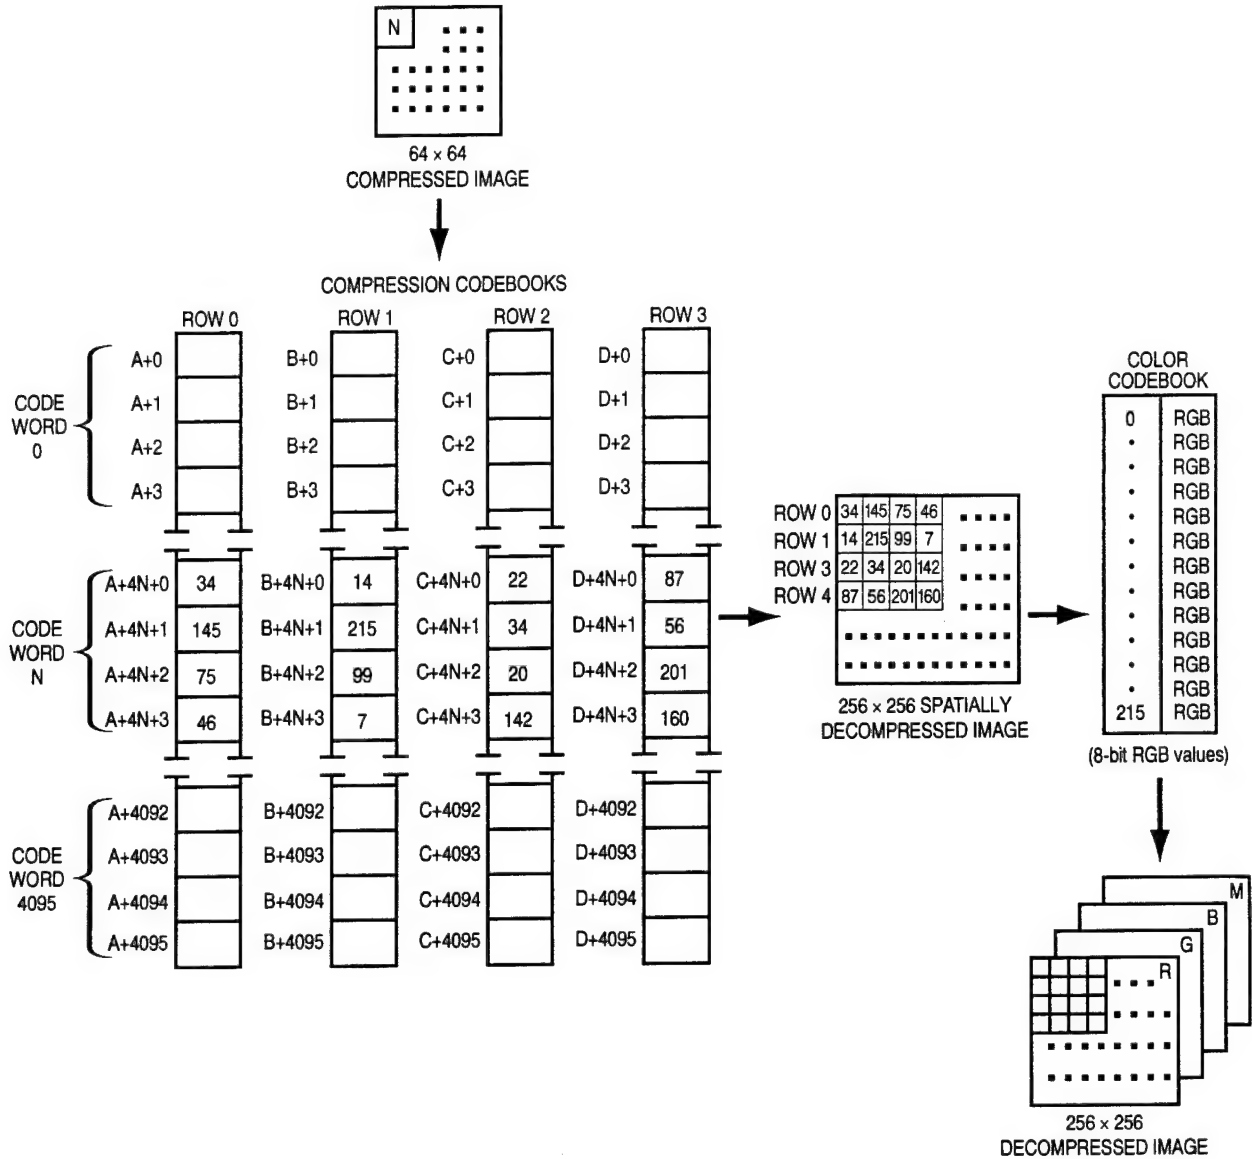 N
64 × 64
COMPRESSED IMAGE
COMPRESSION CODEBOOKS
ROW 0
ROW 1
ROW 2
ROW 3
CODE
WORD
0
A+0
B+0
C+0
D+0
A+1
B+1
C+1
D+1
A+2
B+2
C+2
D+2
A+3
B+3
C+3
D+3
CODE
WORD
N
A+4N+0 34
B+4N+0 14
C+4N+0 22
D+4N+0 87
A+4N+1 145
B+4N+1 215
C+4N+1 34
D+4N+1 56
A+4N+2 75
B+4N+2 99
C+4N+2 20
D+4N+2 201
A+4N+3 46
B+4N+3 7
C+4N+3 142
D+4N+3 160
CODE
WORD
4095
A+4092
B+4092
C+4092
D+4092
A+4093
B+4093
C+4093
D+4093
A+4094
B+4094
C+4094
D+4094
A+4095
B+4095
C+4095
D+4095
ROW 0 34 145 75 46
ROW 1 14 215 99 7
ROW 3 22 34 20 142
ROW 4 87 56 201 160
256 × 256 SPATIALLY
DECOMPRESSED IMAGE
COLOR
CODEBOOK
0 RGB
RGB
RGB
RGB
RGB
RGB
RGB
RGB
RGB
RGB
RGB
RGB
215 RGB
(8-bit RGB values)
M
B
G
R
256 × 256
DECOMPRESSED IMAGE